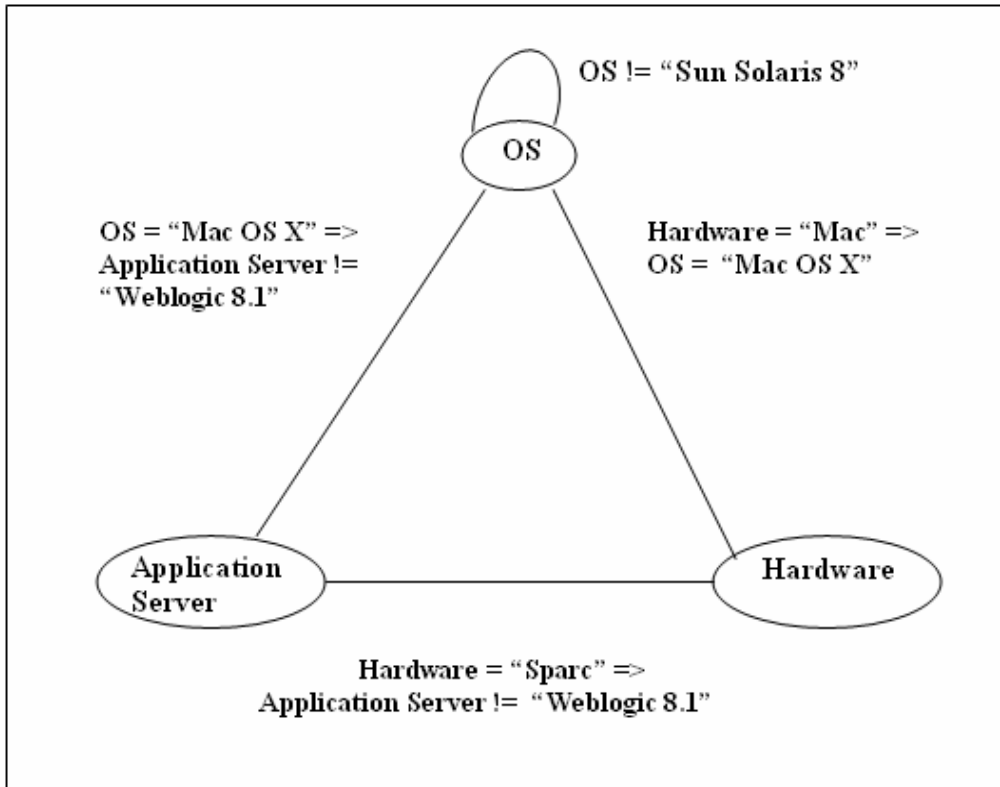 OS != “Sun Solaris 8”
OS
OS = “Mac OS X” =>
Application Server !=
“Weblogic 8.1”
Hardware = “Mac” =>
OS = “Mac OS X”
Application
Server
Hardware
Hardware = “Sparc” =>
Application Server != “Weblogic 8.1”